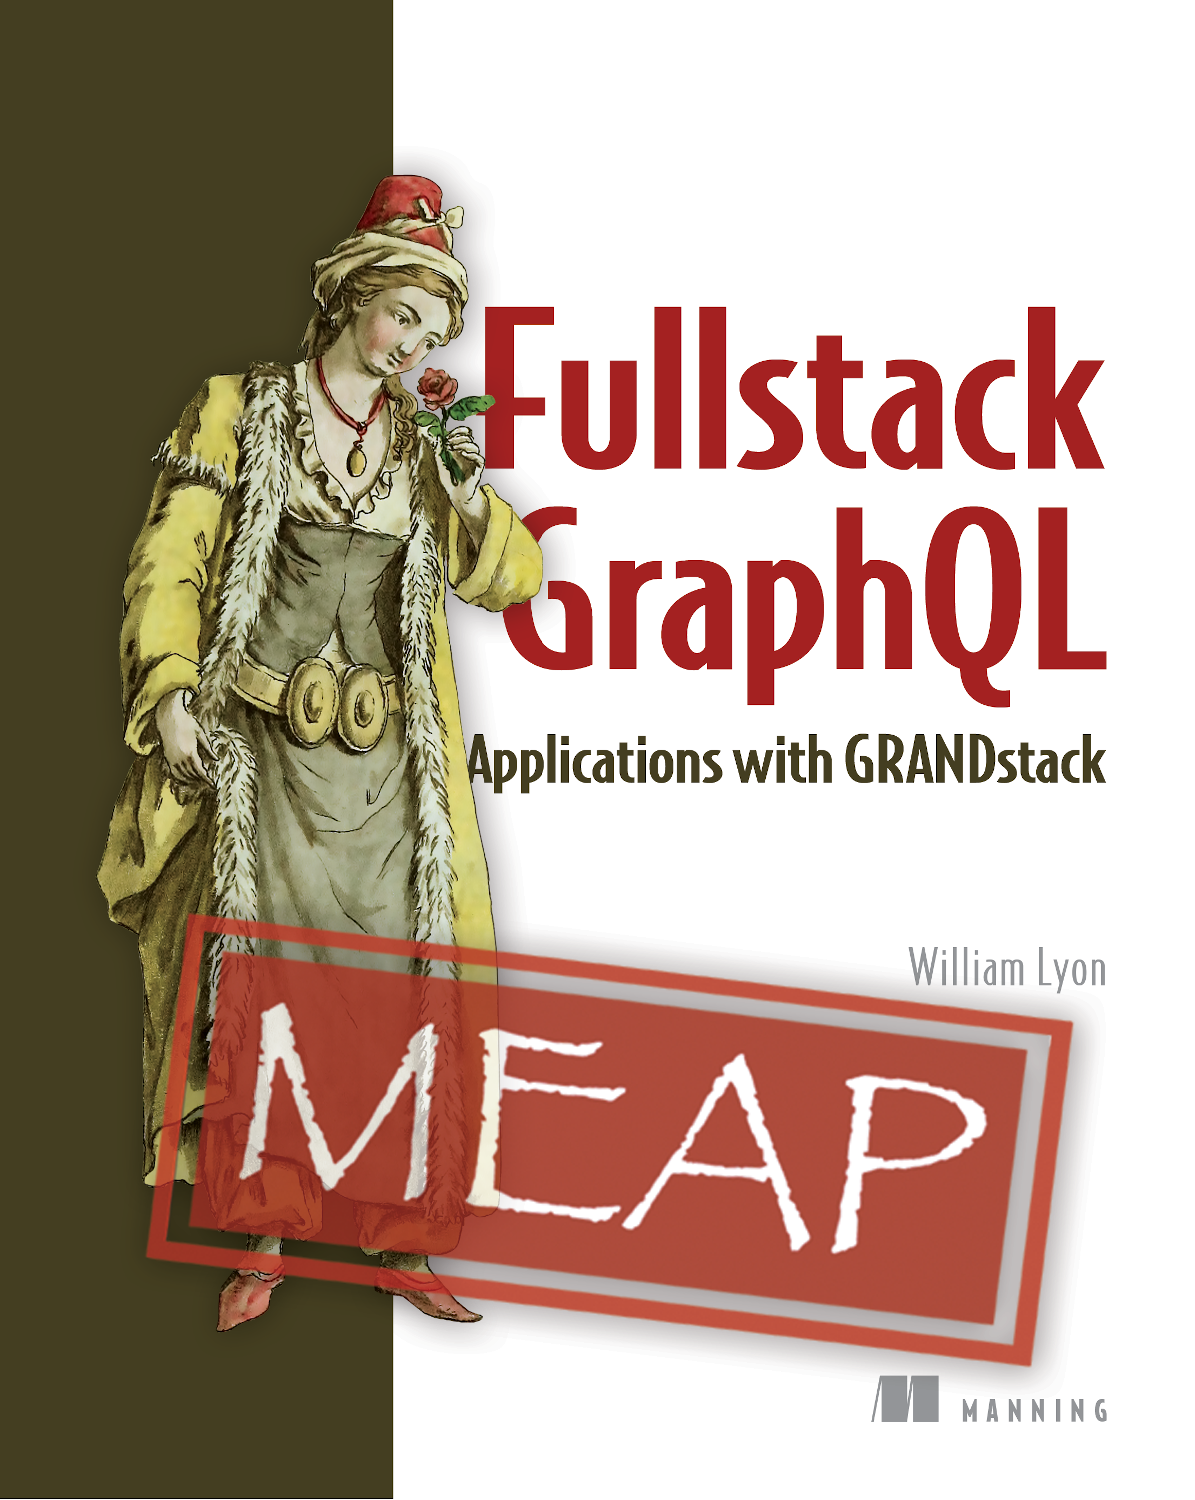 Fullstack
GraphQL
Applications with GRANDstack
William Lyon
MEAP
MANNING